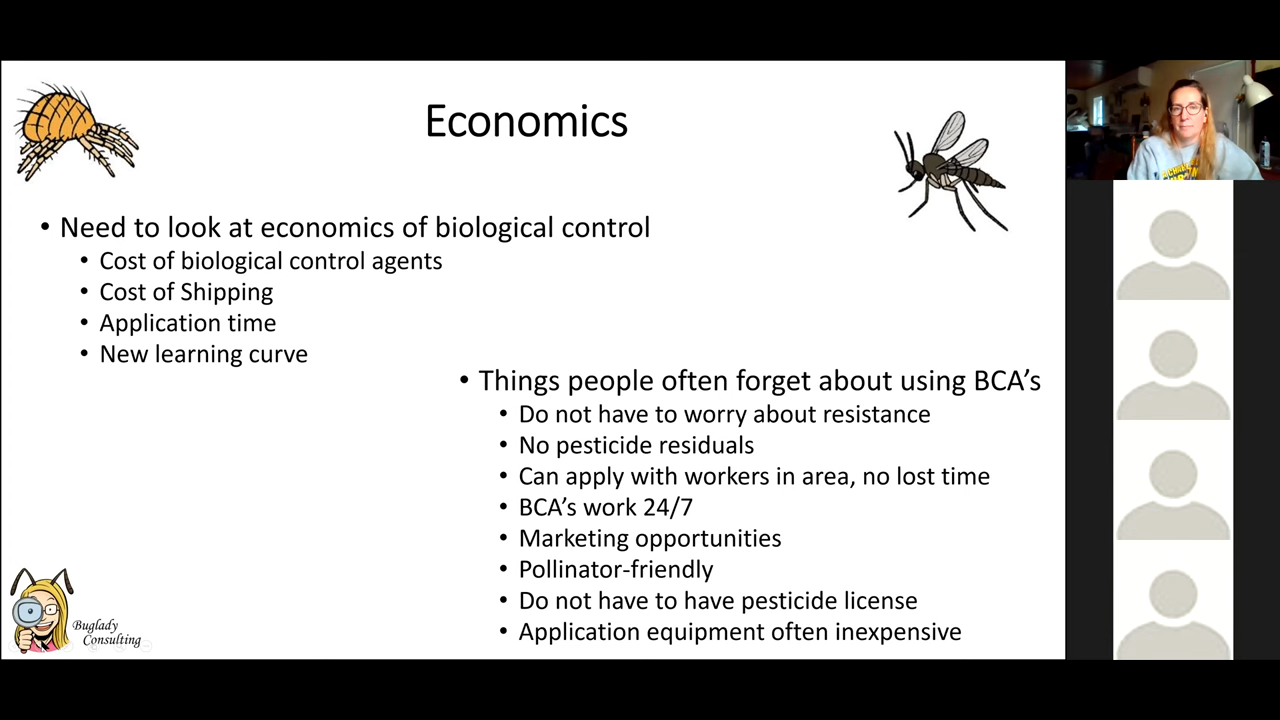 Economics
• Need to look at economics of biological control
• Cost of biological control agents
• Cost of Shipping
• Application time
• New learning curve
• Things people often forget about using BCA's
• Do not have to worry about resistance
• No pesticide residuals
• Can apply with workers in area, no lost time
• BCA's work 24/7
• Marketing opportunities
• Pollinator-friendly
• Do not have to have pesticide license
• Application equipment often inexpensive
Buglady
Consulting